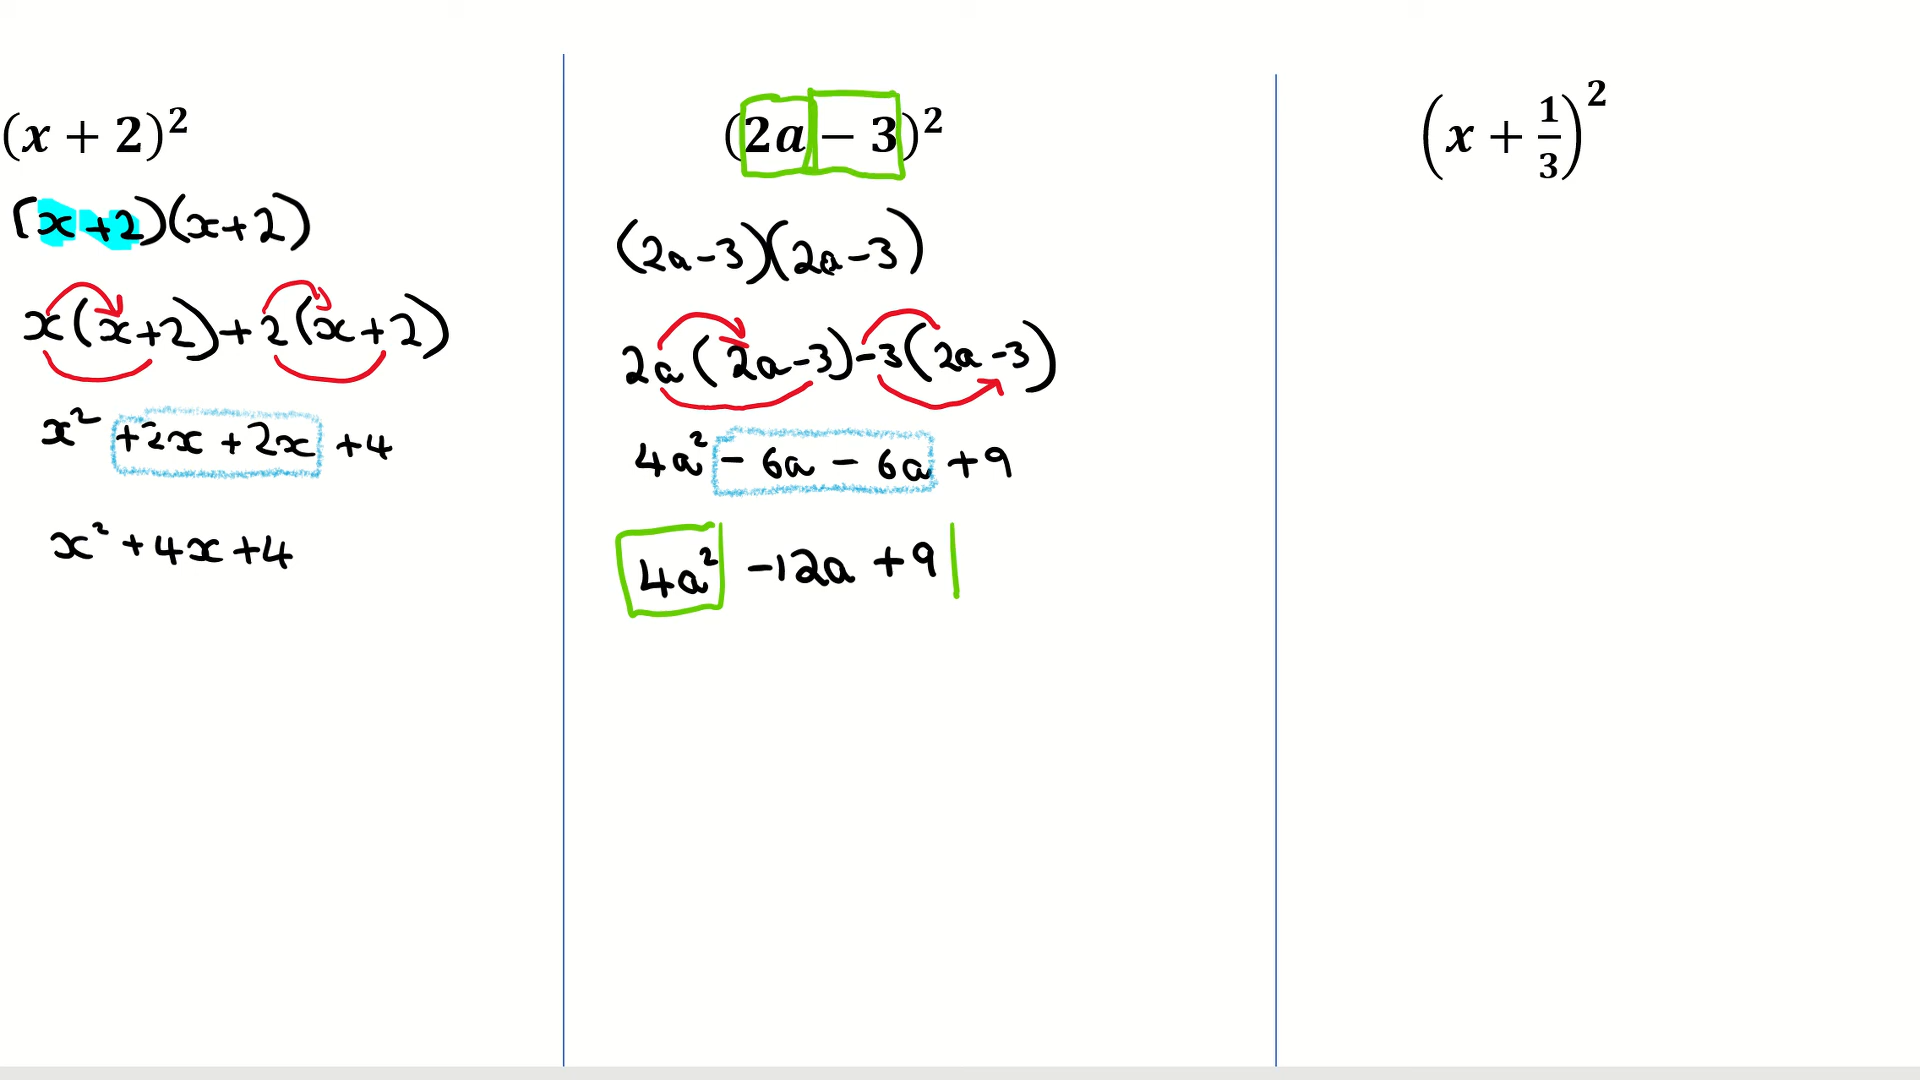 (x + 2)²
(x+2)(x+2)
x(x+2)+2(x+2)
x² +2x +2x +4
x² +4x +4
(2a − 3)²
(2a−3)(2a−3)
2a(2a−3)−3(2a−3)
4a² − 6a − 6a +9
4a² −12a +9
(x + 1/3)²